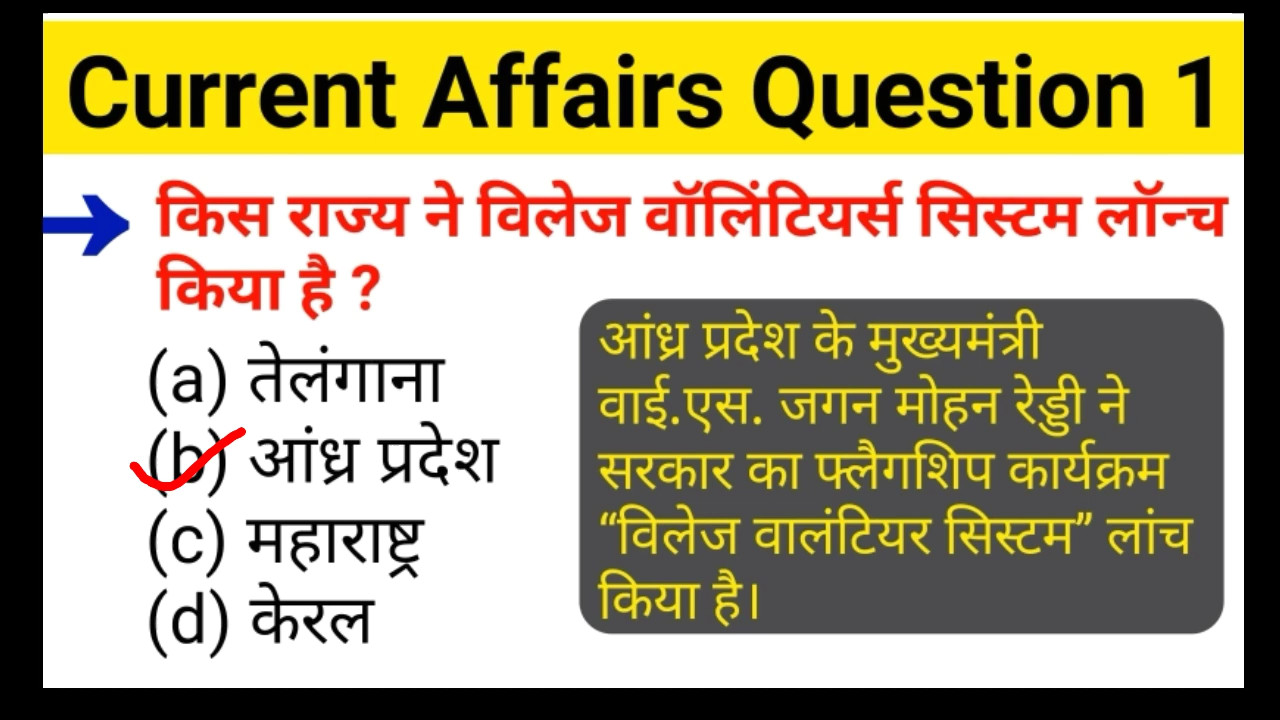 Current Affairs Question 1
किस राज्य ने विलेज वॉलिंटियर्स सिस्टम लॉन्च
किया है ?
(a) तेलंगाना
(b) आंध्र प्रदेश
(c) महाराष्ट्र
(d) केरल
आंध्र प्रदेश के मुख्यमंत्री
वाई.एस. जगन मोहन रेड्डी ने
सरकार का फ्लैगशिप कार्यक्रम
“विलेज वालंटियर सिस्टम” लांच
किया है।